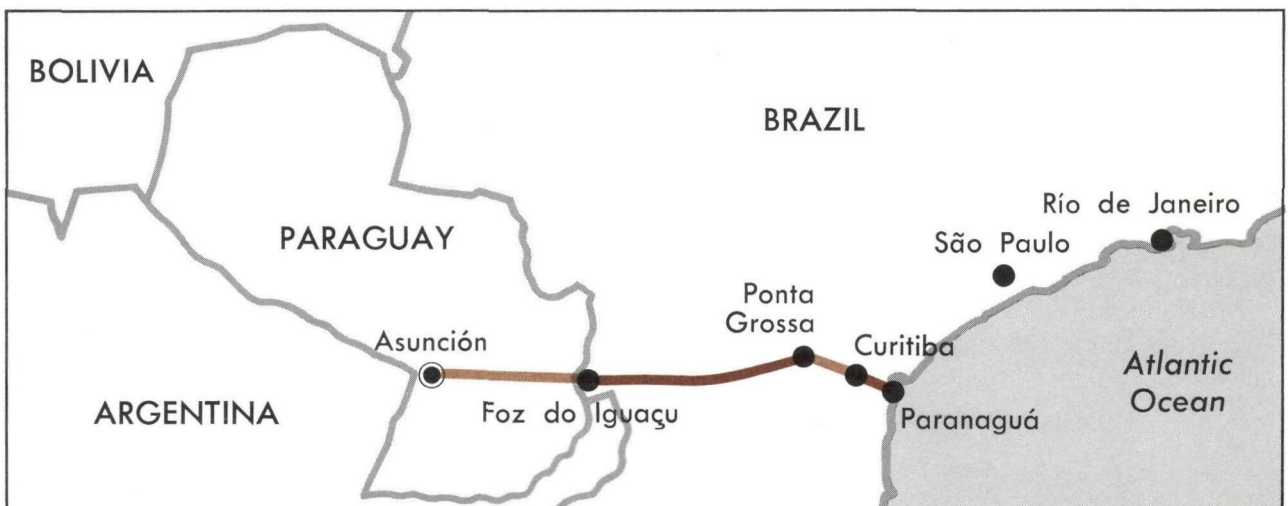 BOLIVIA
BRAZIL
PARAGUAY
Río de Janeiro
São Paulo
Ponta
Grossa
Asunción
Curitiba
Atlantic
Ocean
ARGENTINA
Foz do Iguaçu
Paranaguá